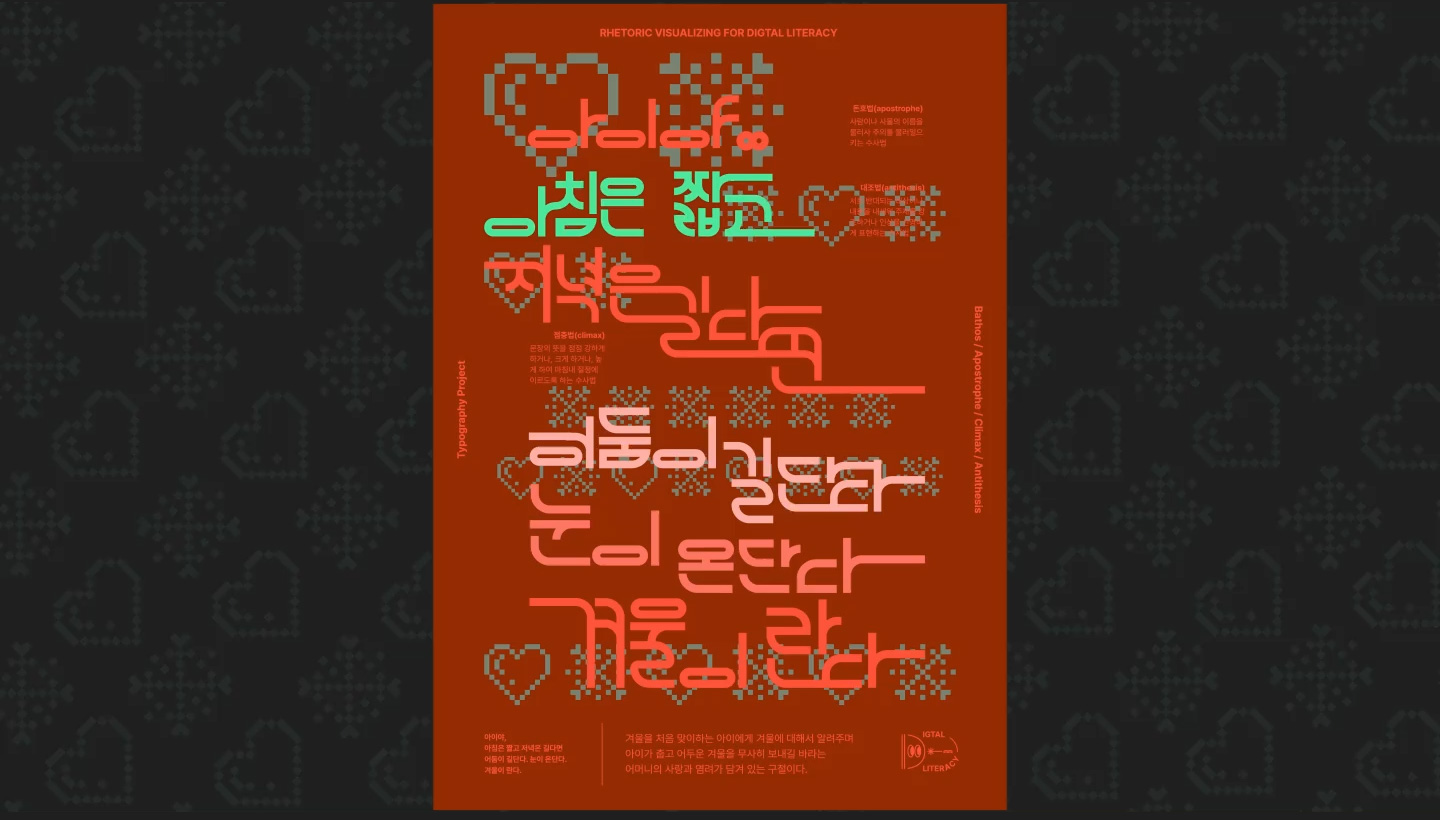 RHETORIC VISUALIZING FOR DIGTAL LITERACY
아이야,
돈호법(apostrophe)
사람이나 사물의 이름을
불러서 주의를 불러일으
키는 수사법
아침은 짧고
대조법(antithesis)
저녁은 길다며
점층법(climax)
문장의 뜻을 점점 강하게
하거나, 크게 하거나, 높
게 하여 마침내 절정에
이르도록 하는 수사법
어둠이 길단다
눈이 온단다
겨울이 란다
Typography Project
Bathos / Apostrophe / Climax / Antithesis
아이야,
아침은 짧고 저녁은 길다면
어둠이 길단다. 눈이 온단다.
겨울이 란다.
겨울을 처음 맞이하는 아이에게 겨울에 대해서 알려주며
아이가 춥고 어두운 겨울을 무사히 보내길 바라는
어머니의 사랑과 염려가 담겨 있는 구절이다.
IGTAL
LITERACY